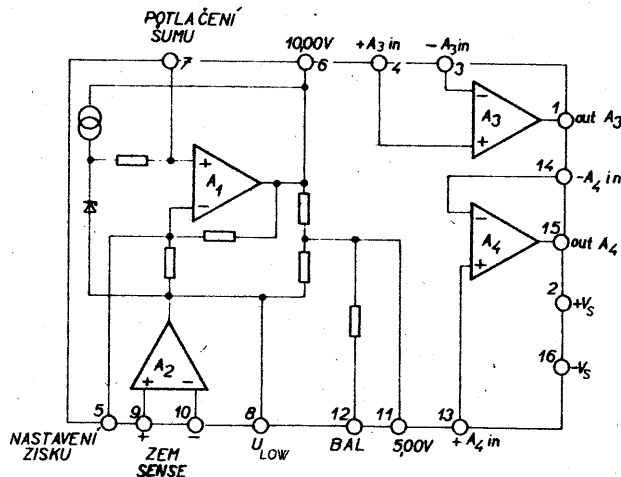 POTLAČENÍ
ŠUMU
10,00V
+A3 in
-A3 in
7
6
4
3
-
A3
+
1
out A3
14
-A4 in
+
A1
-
-
A4
+
15
out A4
2
+VS
16
-VS
A2
+
-
5
9
10
8
12
11
13
NASTAVENÍ
ZISKU
+
-
ZEM
SENSE
ULOW
BAL
5,00V
+A4 in